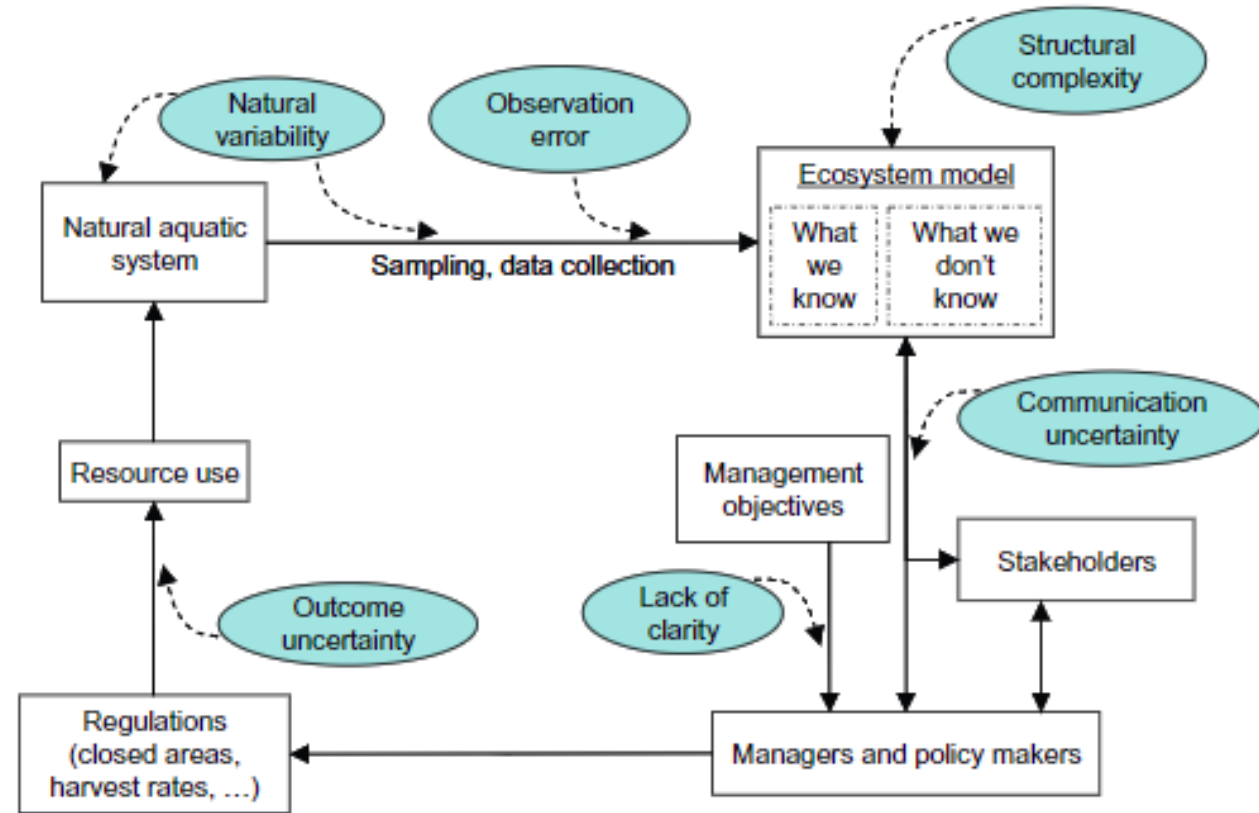 Structural
complexity
Natural
variability
Observation
error
Ecosystem model
What
we
know
What we
don't
know
Natural aquatic
system
Sampling, data collection
Communication
uncertainty
Resource use
Management
objectives
Stakeholders
Outcome
uncertainty
Lack of
clarity
Regulations
(closed areas,
harvest rates, …)
Managers and policy makers